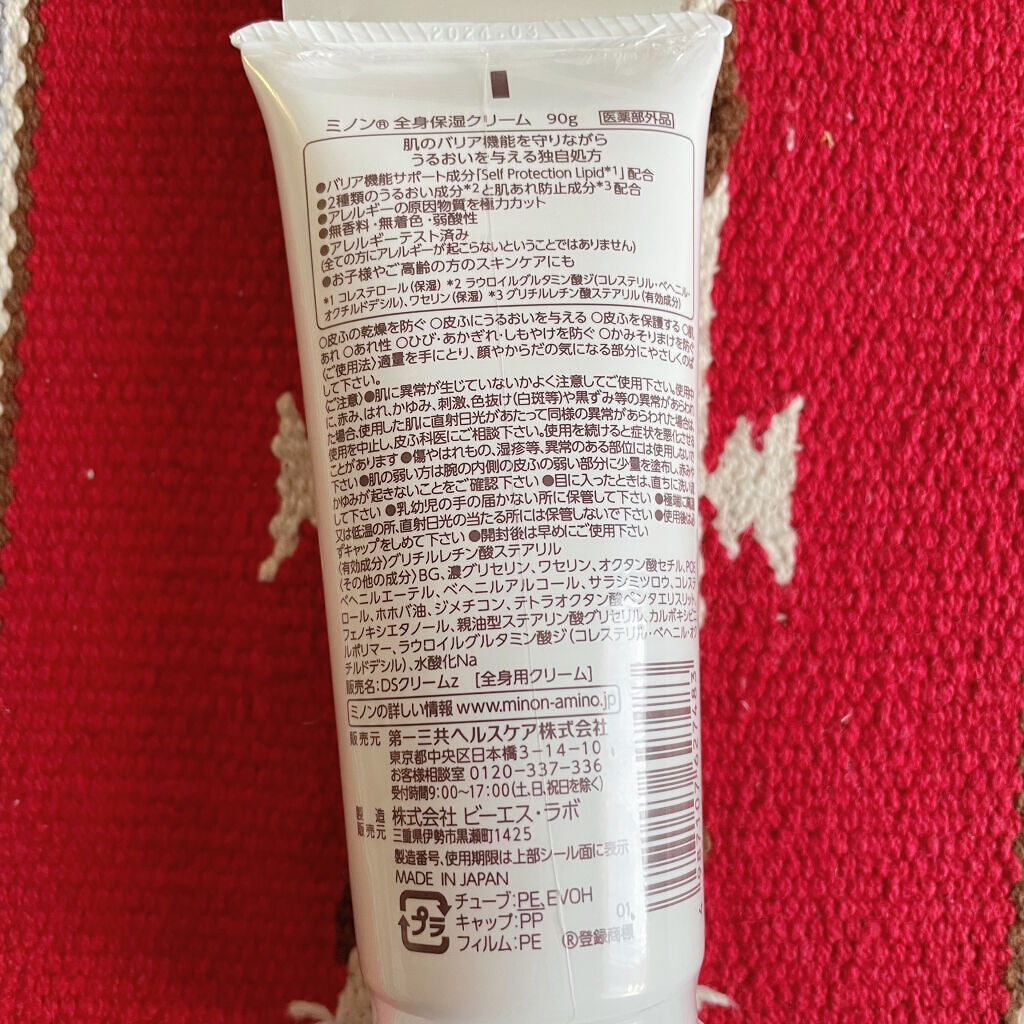 2024.03
ミノン® 全身保湿クリーム 90g 医薬部外品
肌のバリア機能を守りながら
うるおいを与える独自処方
●バリア機能サポート成分「Self Protection Lipid*1」配合
●2種類のうるおい成分*2と肌あれ防止成分*3配合
●アレルギーの原因物質を極力カット
●無香料・無着色・弱酸性
●アレルギーテスト済み
(全ての方にアレルギーが起こらないということではありません)
●お子様やご高齢の方のスキンケアにも
*1 コレステロール(保湿) *2 ラウロイルグルタミン酸ジ(コレステリル・ベヘニル・
オクチルドデシル)、ワセリン(保湿) *3 グリチルレチン酸ステアリル(有効成分)
○皮ふの乾燥を防ぐ ○皮ふにうるおいを与える ○皮ふを保護する ○肌
あれ ○あれ性 ○ひび・あかぎれ・しもやけを防ぐ ○かみそりまけを防ぐ
〈ご使用法〉適量を手にとり、顔やからだの気になる部分にやさしくのば
して下さい。
〈ご注意〉●肌に異常が生じていないかよく注意してご使用下さい。使用中
に、赤み、はれ、かゆみ、刺激、色抜け(白斑等)や黒ずみ等の異常があらわれ
た場合、使用した肌に直射日光があたって同様の異常があらわれた場合は、
使用を中止し、皮ふ科医にご相談下さい。使用を続けると症状を悪化させる
ことがあります ●傷やはれもの、湿疹等、異常のある部位には使用しないで
下さい ●肌の弱い方は腕の内側の皮ふの弱い部分に少量を塗布し、赤みや
かゆみが起きないことをご確認下さい ●目に入ったときは、直ちに洗い流
して下さい ●乳幼児の手の届かない所に保管して下さい ●極端に高温
又は低温の所、直射日光の当たる所には保管しないで下さい ●使用後は必
ずキャップをしめて下さい ●開封後は早めにご使用下さい
〈有効成分〉グリチルレチン酸ステアリル
〈その他の成分〉BG、濃グリセリン、ワセリン、オクタン酸セチル、POE
ベヘニルエーテル、ベヘニルアルコール、サラシミツロウ、コレステ
ロール、ホホバ油、ジメチコン、テトラオクタン酸ペンタエリスリット、
フェノキシエタノール、親油型ステアリン酸グリセリル、カルボキシビニ
ルポリマー、ラウロイルグルタミン酸ジ(コレステリル・ベヘニル・オク
チルドデシル)、水酸化Na
販売名:DSクリームz [全身用クリーム]
ミノンの詳しい情報 www.minon-amino.jp
販売元 第一三共ヘルスケア株式会社
東京都中央区日本橋3-14-10
お客様相談室 0120-337-336
受付時間9:00~17:00(土、日、祝日を除く)
製造販売元 株式会社 ビーエス・ラボ
三重県伊勢市黒瀬町1425
製造番号、使用期限は上部シール面に表示
MADE IN JAPAN
プラ
チューブ:PE、EVOH
キャップ:PP
フィルム:PE
01
®登録商標